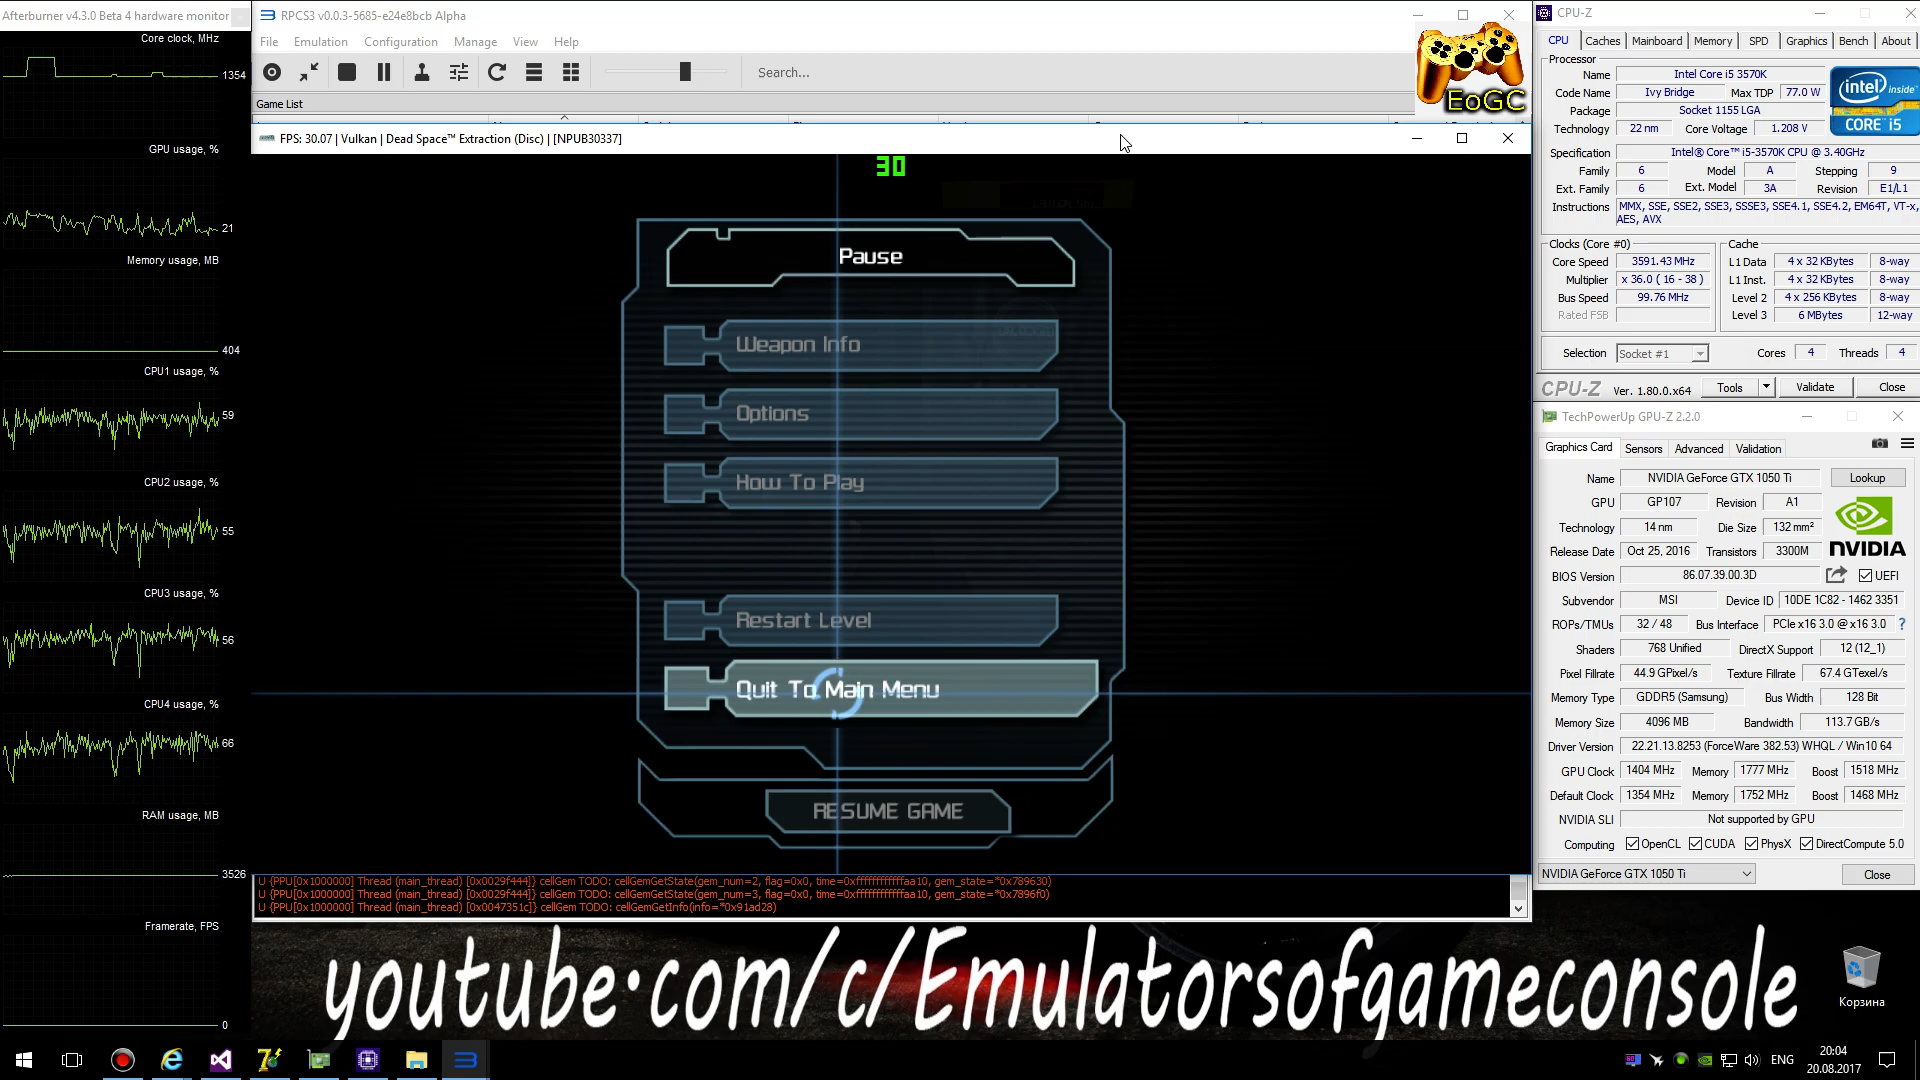 Afterburner v4.3.0 Beta 4 hardware monitor
Core clock, MHz
1354
GPU usage, %
21
Memory usage, MB
404
CPU1 usage, %
59
CPU2 usage, %
55
CPU3 usage, %
56
CPU4 usage, %
66
RAM usage, MB
3526
Framerate, FPS
0
RPCS3 v0.0.3-5685-e24e8bcb Alpha
File Emulation Configuration Manage View Help
Search...
EoGC
Game List
FPS: 30.07 | Vulkan | Dead Space™ Extraction (Disc) | [NPUB30337]
30
Pause
Weapon Info
Options
How To Play
Restart Level
Quit To Main Menu
RESUME GAME
U {PPU[0x1000000] Thread (main_thread) [0x0029f444]} cellGem TODO: cellGemGetState(gem_num=2, flag=0x0, time=0xffffffffffffaa10, gem_state=*0x789630)
U {PPU[0x1000000] Thread (main_thread) [0x0029f444]} cellGem TODO: cellGemGetState(gem_num=3, flag=0x0, time=0xffffffffffffaa10, gem_state=*0x7896f0)
U {PPU[0x1000000] Thread (main_thread) [0x0047351c]} cellGem TODO: cellGemGetInfo(info=*0x91ad28)
CPU-Z
CPU Caches Mainboard Memory SPD Graphics Bench About
Processor
Name Intel Core i5 3570K
Code Name Ivy Bridge Max TDP 77.0 W
Package Socket 1155 LGA
Technology 22 nm Core Voltage 1.208 V
intel inside™
CORE i5
Specification Intel® Core™ i5-3570K CPU @ 3.40GHz
Family 6 Model A Stepping 9
Ext. Family 6 Ext. Model 3A Revision E1/L1
Instructions MMX, SSE, SSE2, SSE3, SSSE3, SSE4.1, SSE4.2, EM64T, VT-x,
AES, AVX
Clocks (Core #0)
Core Speed 3591.43 MHz
Multiplier x 36.0 ( 16 - 38 )
Bus Speed 99.76 MHz
Rated FSB
Cache
L1 Data 4 x 32 KBytes 8-way
L1 Inst. 4 x 32 KBytes 8-way
Level 2 4 x 256 KBytes 8-way
Level 3 6 MBytes 12-way
Selection Socket #1 Cores 4 Threads 4
CPU-Z Ver. 1.80.0.x64 Tools Validate Close
TechPowerUp GPU-Z 2.2.0
Graphics Card Sensors Advanced Validation
Name NVIDIA GeForce GTX 1050 Ti Lookup
GPU GP107 Revision A1
Technology 14 nm Die Size 132 mm²
Release Date Oct 25, 2016 Transistors 3300M
NVIDIA
BIOS Version 86.07.39.00.3D UEFI
Subvendor MSI Device ID 10DE 1C82 - 1462 3351
ROPs/TMUs 32 / 48 Bus Interface PCIe x16 3.0 @ x16 3.0 ?
Shaders 768 Unified DirectX Support 12 (12_1)
Pixel Fillrate 44.9 GPixel/s Texture Fillrate 67.4 GTexel/s
Memory Type GDDR5 (Samsung) Bus Width 128 Bit
Memory Size 4096 MB Bandwidth 113.7 GB/s
Driver Version 22.21.13.8253 (ForceWare 382.53) WHQL / Win10 64
GPU Clock 1404 MHz Memory 1777 MHz Boost 1518 MHz
Default Clock 1354 MHz Memory 1752 MHz Boost 1468 MHz
NVIDIA SLI Not supported by GPU
Computing OpenCL CUDA PhysX DirectCompute 5.0
NVIDIA GeForce GTX 1050 Ti Close
youtube.com/c/Emulatorsofgameconsole
Корзина
ENG
20:04
20.08.2017